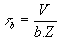 τ_b = V / b.Z